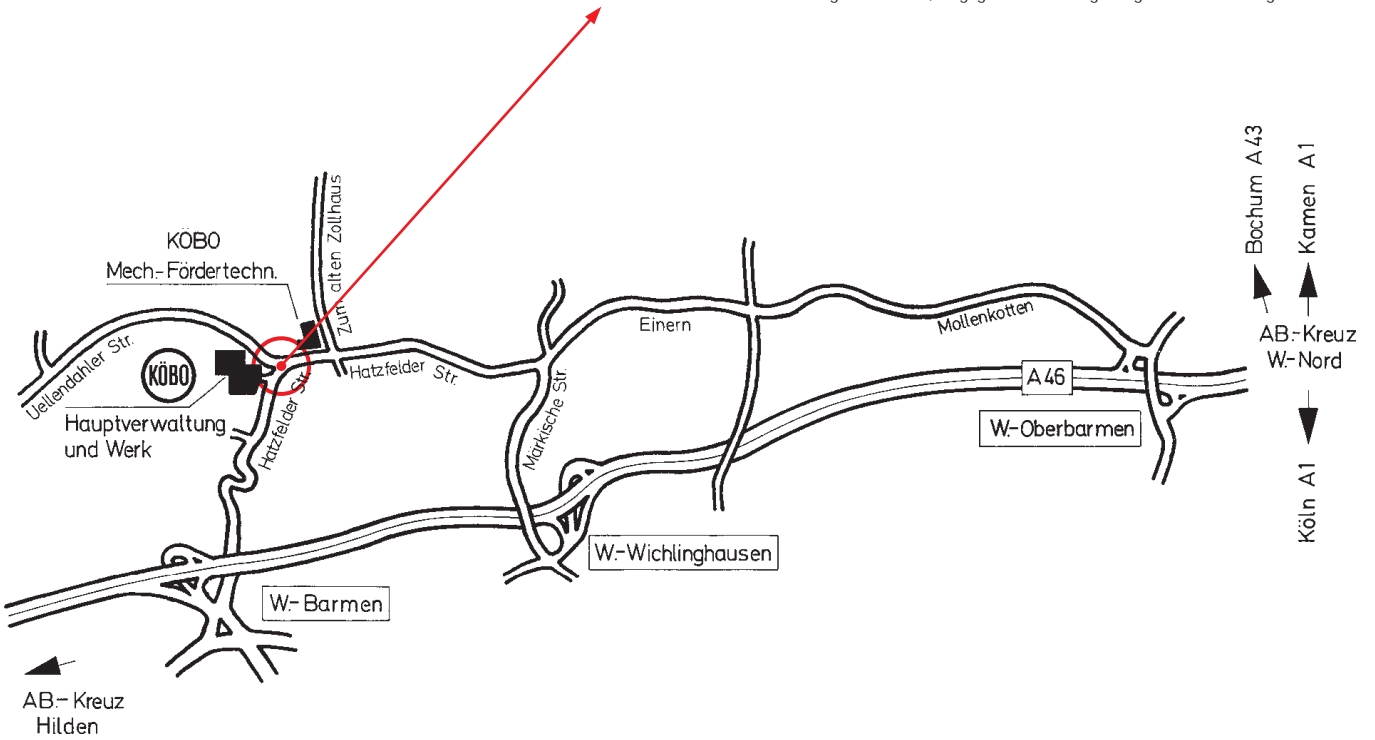 Bochum A 43
Kamen A1
Zum alten Zollhaus
KÖBO
Mech.-Fördertechn.
Einern
Mollenkotten
AB.-Kreuz
W.-Nord
Uellendahler Str.
KÖBO
Hatzfelder Str.
Hatzfelder Str.
Märkische Str.
A 46
Hauptverwaltung
und Werk
W.-Oberbarmen
Köln A1
W.-Wichlinghausen
W.-Barmen
AB.-Kreuz
Hilden